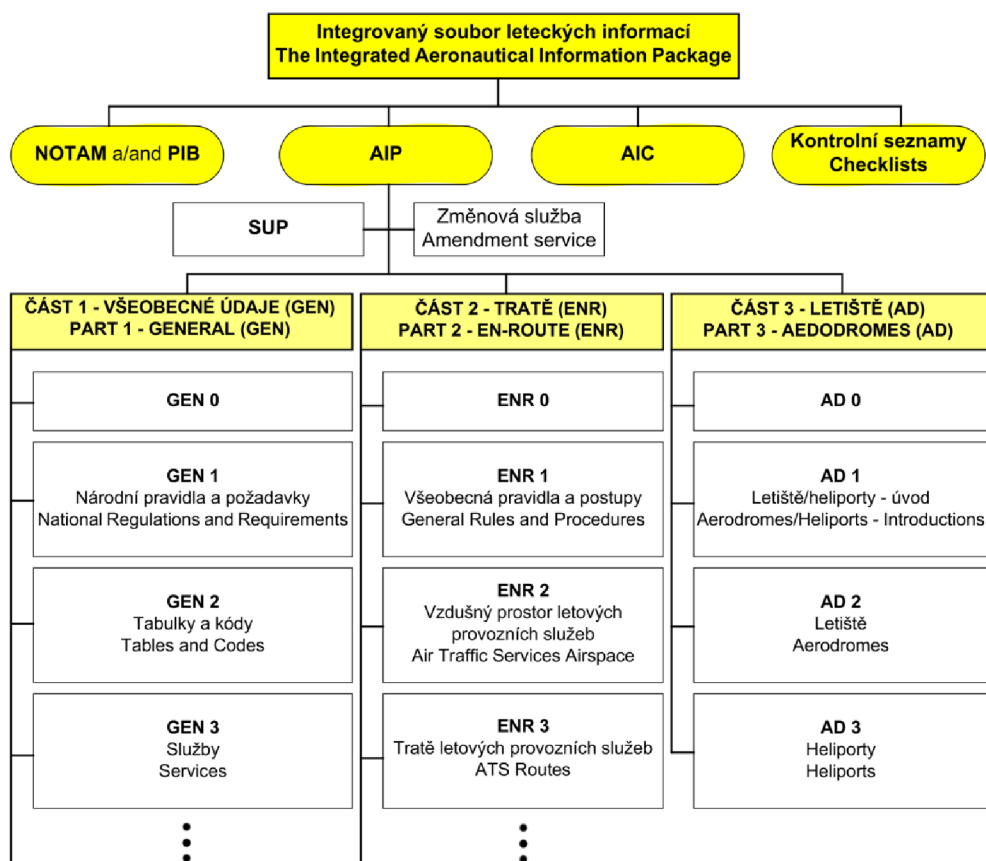 Integrovaný soubor leteckých informací
The Integrated Aeronautical Information Package
NOTAM a/and PIB
AIP
AIC
Kontrolní seznamy
Checklists
SUP
Změnová služba
Amendment service
ČÁST 1 - VŠEOBECNÉ ÚDAJE (GEN)
PART 1 - GENERAL (GEN)
ČÁST 2 - TRATĚ (ENR)
PART 2 - EN-ROUTE (ENR)
ČÁST 3 - LETIŠTĚ (AD)
PART 3 - AEDODROMES (AD)
GEN 0
ENR 0
AD 0
GEN 1
Národní pravidla a požadavky
National Regulations and Requirements
ENR 1
Všeobecná pravidla a postupy
General Rules and Procedures
AD 1
Letiště/heliporty - úvod
Aerodromes/Heliports - Introductions
GEN 2
Tabulky a kódy
Tables and Codes
ENR 2
Vzdušný prostor letových
provozních služeb
Air Traffic Services Airspace
AD 2
Letiště
Aerodromes
GEN 3
Služby
Services
ENR 3
Tratě letových provozních služeb
ATS Routes
AD 3
Heliporty
Heliports